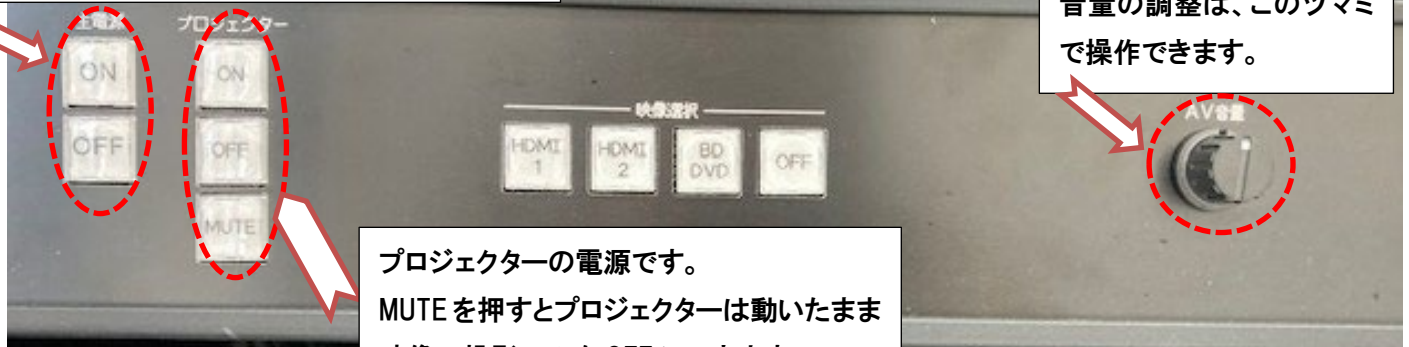 音量の調整は、このツマミ
で操作できます。
主電源
ON
OFF
プロジェクター
ON
OFF
MUTE
映像選択
HDMI
1
HDMI
2
BD
DVD
OFF
AV音量
プロジェクターの電源です。
MUTEを押すとプロジェクターは動いたまま